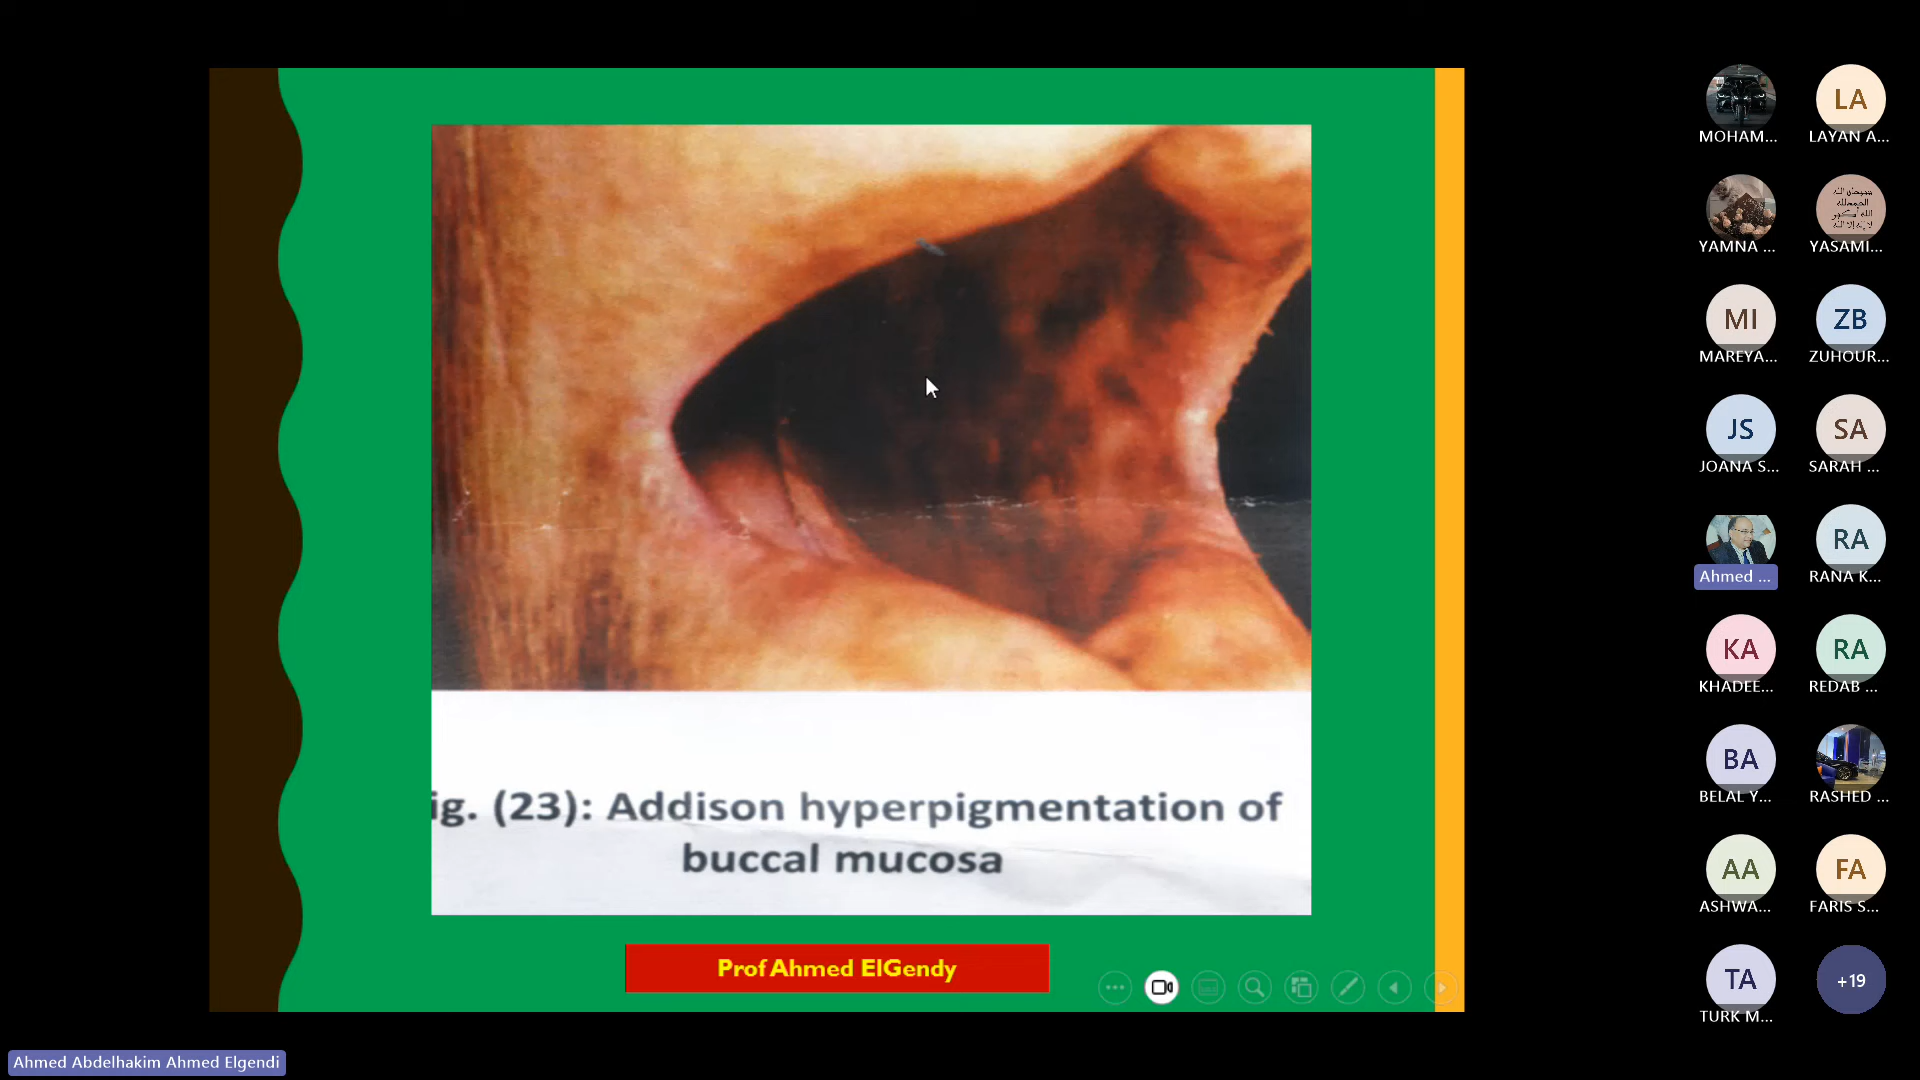 ig. (23): Addison hyperpigmentation of
buccal mucosa
Prof Ahmed ElGendy
Ahmed Abdelhakim Ahmed Elgendi
MOHAM...
LA
LAYAN A...
YAMNA ...
YASAMI...
MI
MAREYA...
ZB
ZUHOUR...
JS
JOANA S...
SA
SARAH ...
Ahmed ...
RA
RANA K...
KA
KHADEE...
RA
REDAB ...
BA
BELAL Y...
RASHED ...
AA
ASHWA...
FA
FARIS S...
TA
TURK M...
+19